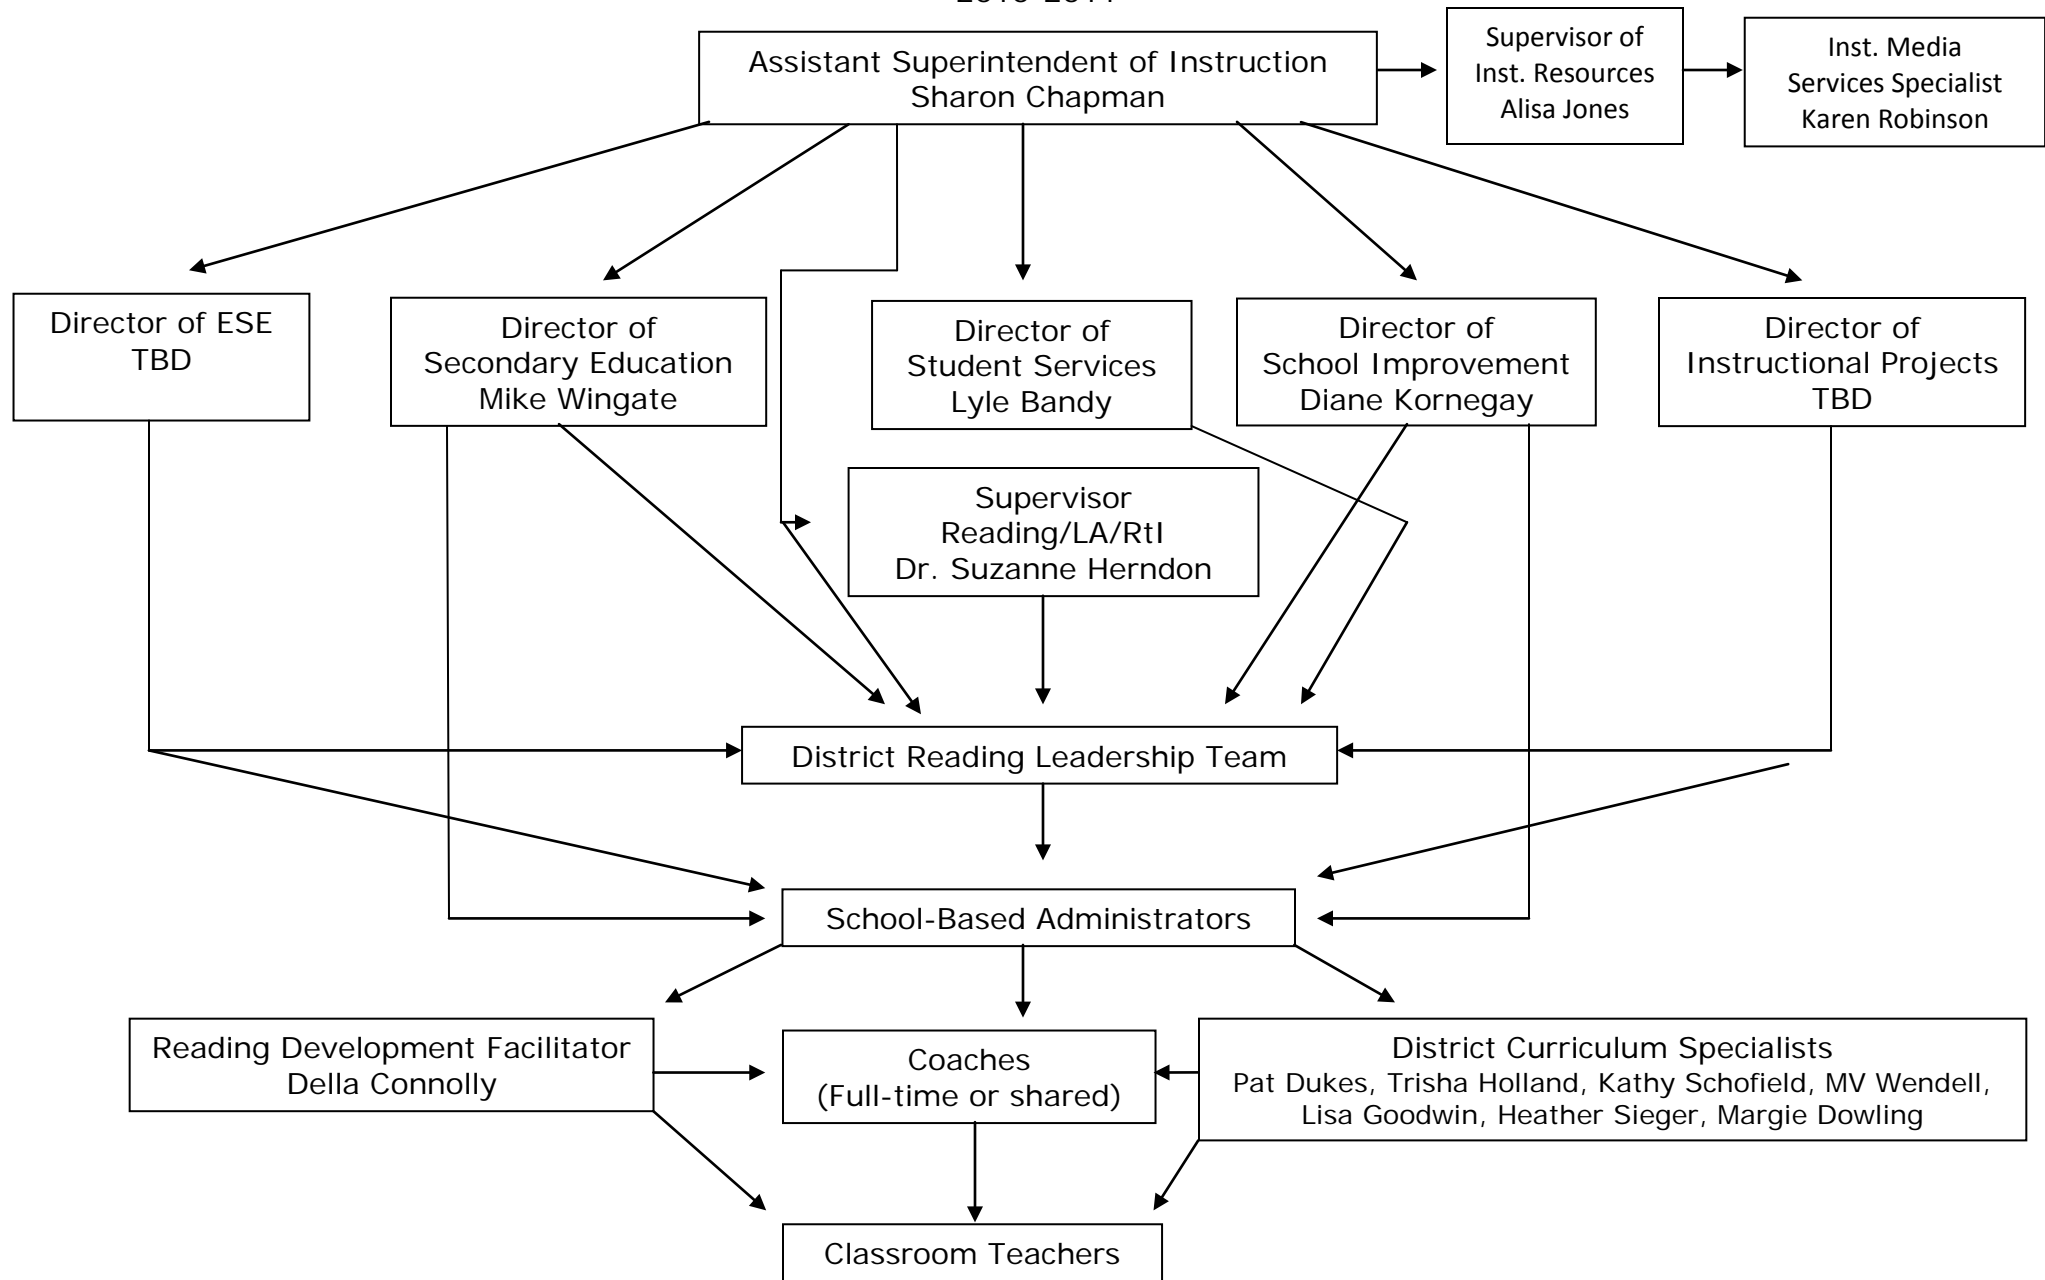 Assistant Superintendent of Instruction
Sharon Chapman
Supervisor of
Inst. Resources
Alisa Jones
Inst. Media
Services Specialist
Karen Robinson
Director of ESE
TBD
Director of
Secondary Education
Mike Wingate
Director of
Student Services
Lyle Bandy
Director of
School Improvement
Diane Kornegay
Director of
Instructional Projects
TBD
Supervisor
Reading/LA/RtI
Dr. Suzanne Herndon
District Reading Leadership Team
School-Based Administrators
Reading Development Facilitator
Della Connolly
Coaches
(Full-time or shared)
District Curriculum Specialists
Pat Dukes, Trisha Holland, Kathy Schofield, MV Wendell,
Lisa Goodwin, Heather Sieger, Margie Dowling
Classroom Teachers